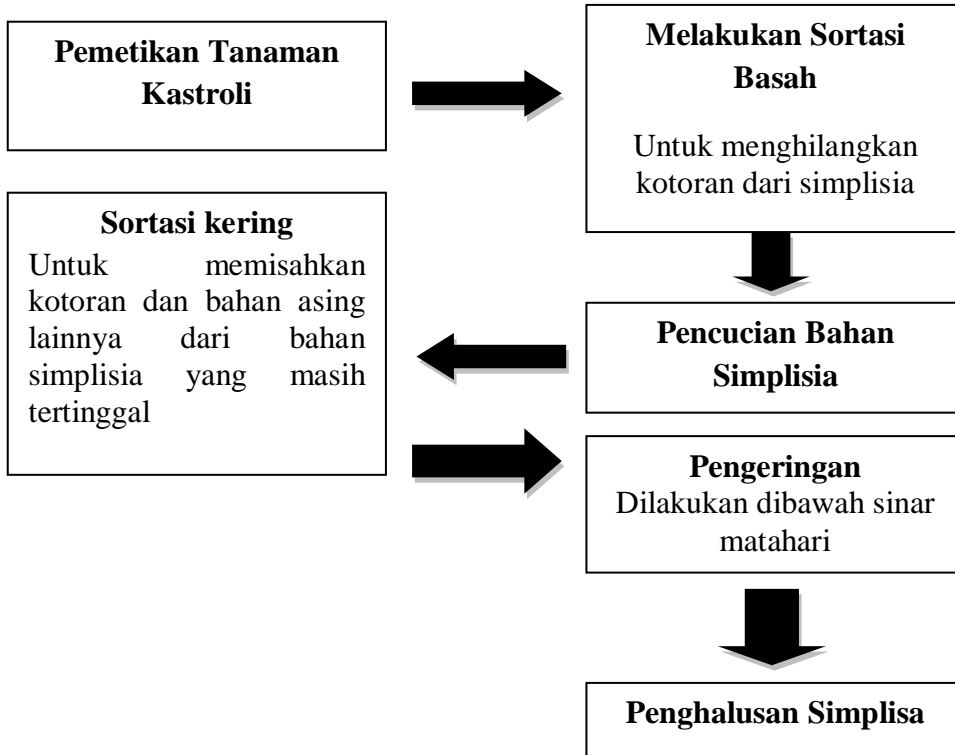 Pemetikan Tanaman
Kastroli
Melakukan Sortasi
Basah
Untuk menghilangkan
kotoran dari simplisia
Pencucian Bahan
Simplisia
Sortasi kering
Untuk memisahkan
kotoran dan bahan asing
lainnya dari bahan
simplisia yang masih
tertinggal
Pengeringan
Dilakukan dibawah sinar
matahari
Penghalusan Simplisa